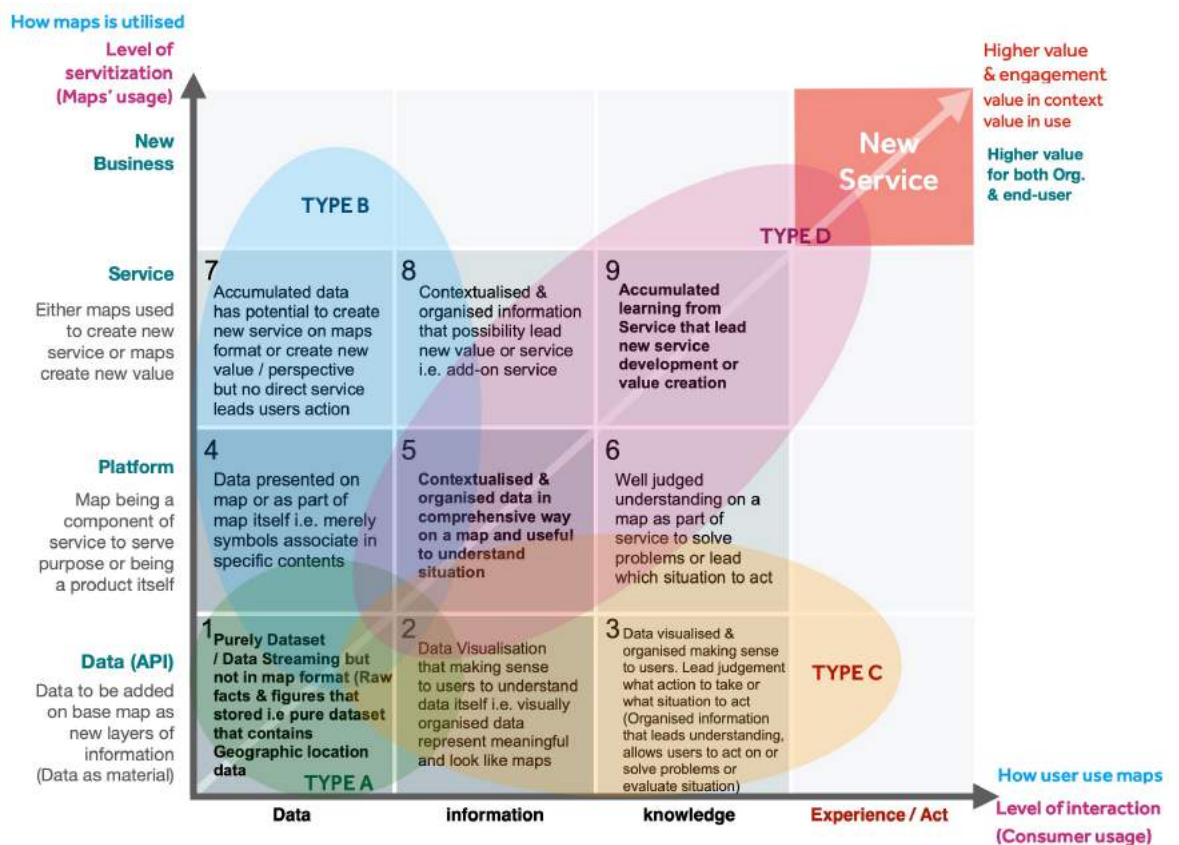 How maps is utilised
Level of
servitization
(Maps' usage)
Higher value
& engagement
value in context
value in use
Higher value
for both Org.
& end-user
New
Business
New
Service
TYPE B
TYPE D
Service
Either maps used
to create new
service or maps
create new value
7
Accumulated data
has potential to create
new service on maps
format or create new
value / perspective
but no direct service
leads users action
8
Contextualised &
organised information
that possibility lead
new value or service
i.e. add-on service
9
Accumulated
learning from
Service that lead
new service
development or
value creation
Platform
Map being a
component of
service to serve
purpose or being
a product itself
4
Data presented on
map or as part of
map itself i.e. merely
symbols associate in
specific contents
5
Contextualised &
organised data in
comprehensive way
on a map and useful
to understand
situation
6
Well judged
understanding on a
map as part of
service to solve
problems or lead
which situation to act
Data (API)
Data to be added
on base map as
new layers of
information
(Data as material)
1
Purely Dataset
/ Data Streaming but
not in map format (Raw
facts & figures that
stored i.e pure dataset
that contains
Geographic location
data
TYPE A
2
Data Visualisation
that making sense
to users to understand
data itself i.e. visually
organised data
represent meaningful
and look like maps
3
Data visualised &
organised making sense
to users. Lead judgement
what action to take or
what situation to act
(Organised information
that leads understanding,
allows users to act on or
solve problems or
evaluate situation)
TYPE C
Data
information
knowledge
Experience / Act
How user use maps
Level of interaction
(Consumer usage)